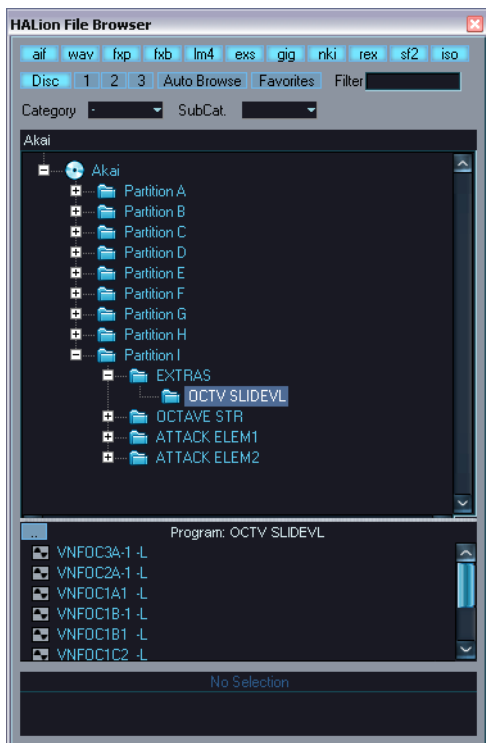 HALion File Browser
aif wav fxp fxb lm4 exs gig nki rex sf2 iso
Disc 1 2 3 Auto Browse Favorites Filter
Category - SubCat.
Akai
Akai
Partition A
Partition B
Partition C
Partition D
Partition E
Partition F
Partition G
Partition H
Partition I
EXTRAS
OCTV SLIDEVL
OCTAVE STR
ATTACK ELEM1
ATTACK ELEM2
.. Program: OCTV SLIDEVL
VNFOC3A-1 -L
VNFOC2A-1 -L
VNFOC1A1 -L
VNFOC1B-1 -L
VNFOC1B1 -L
VNFOC1C2 -L
No Selection